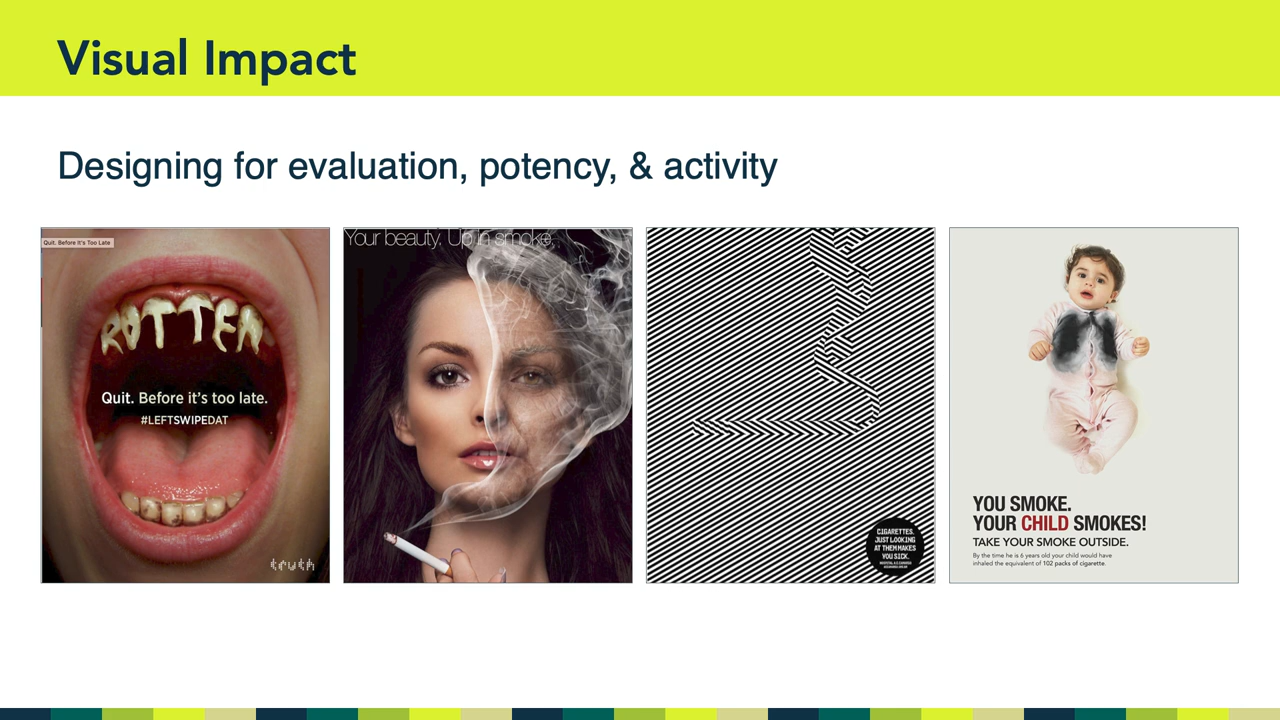 Visual Impact
Designing for evaluation, potency, & activity
Quit. Before It's Too Late
ROTTEN
Quit. Before it's too late.
#LEFTSWIPEDAT
truth
Your beauty. Up in smoke.
CIGARETTES.
JUST LOOKING
AT THEM MAKES
YOU SICK.
YOU SMOKE.
YOUR CHILD SMOKES!
TAKE YOUR SMOKE OUTSIDE.
By the time he is 6 years old your child would have
inhaled the equivalent of 102 packs of cigarette.